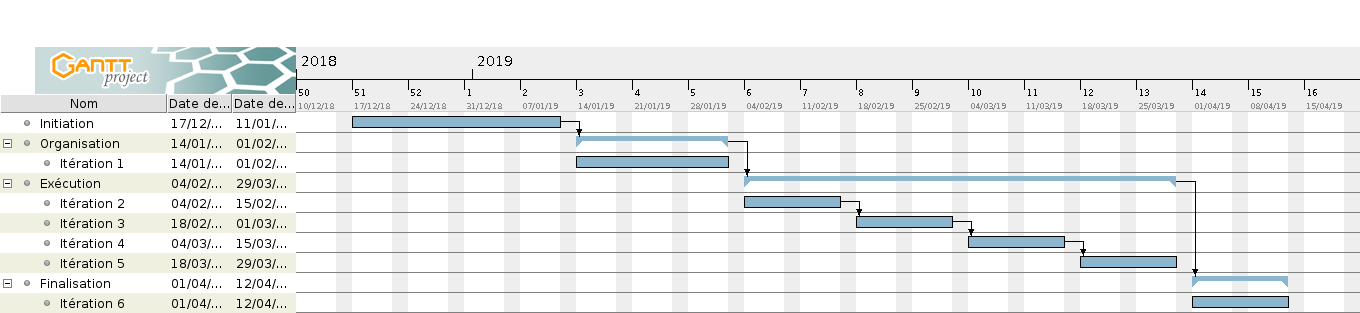 GANTT project
2018 2019
50 51 52 1 2 3 4 5 6 7 8 9 10 11 12 13 14 15 16
10/12/18 17/12/18 24/12/18 31/12/18 07/01/19 14/01/19 21/01/19 28/01/19 04/02/19 11/02/19 18/02/19 25/02/19 04/03/19 11/03/19 18/03/19 25/03/19 01/04/19 08/04/19 15/04/19
Nom Date de... Date de...
Initiation 17/12/... 11/01/...
Organisation 14/01/... 01/02/...
Itération 1 14/01/... 01/02/...
Exécution 04/02/... 29/03/...
Itération 2 04/02/... 15/02/...
Itération 3 18/02/... 01/03/...
Itération 4 04/03/... 15/03/...
Itération 5 18/03/... 29/03/...
Finalisation 01/04/... 12/04/...
Itération 6 01/04/... 12/04/...